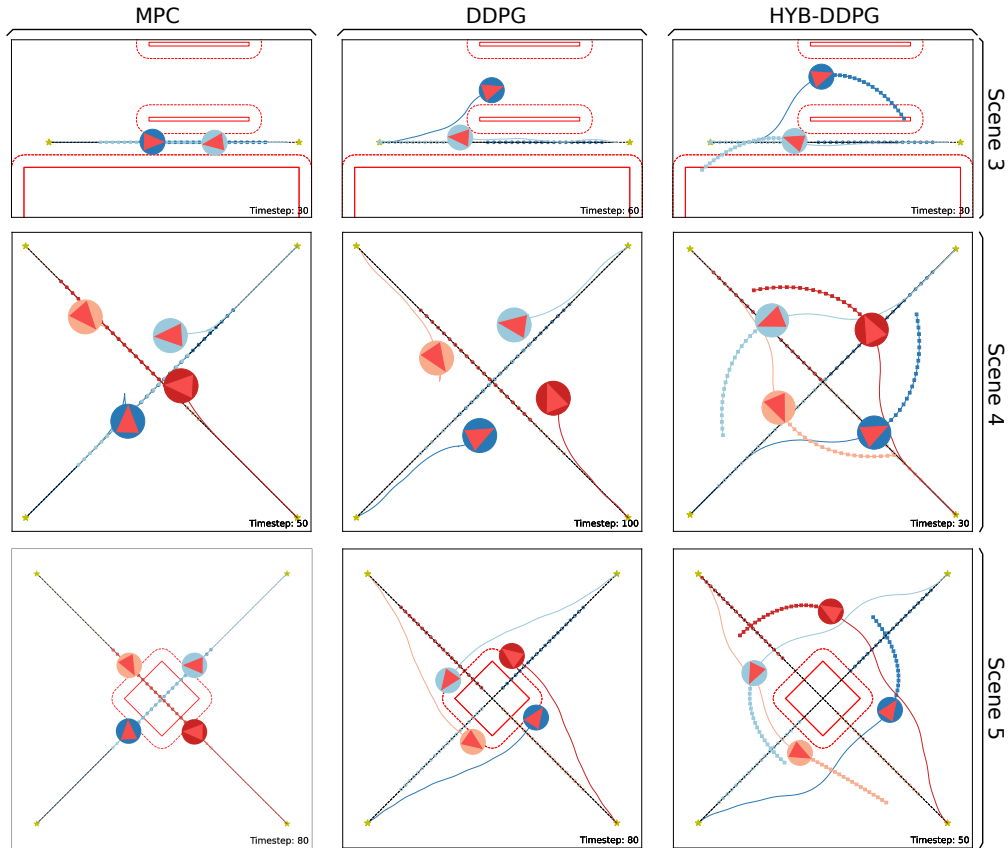 MPC DDPG HYB-DDPG
Timestep: 30 Timestep: 60 Timestep: 30
Scene 3
Timestep: 50 Timestep: 100 Timestep: 30
Scene 4
Timestep: 80 Timestep: 80 Timestep: 50
Scene 5